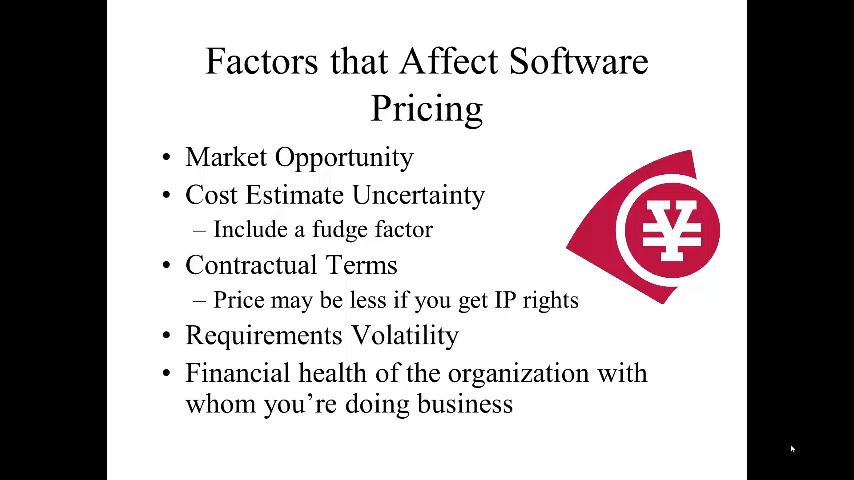 Factors that Affect Software
Pricing
• Market Opportunity
• Cost Estimate Uncertainty
– Include a fudge factor
• Contractual Terms
– Price may be less if you get IP rights
• Requirements Volatility
• Financial health of the organization with
whom you're doing business
¥